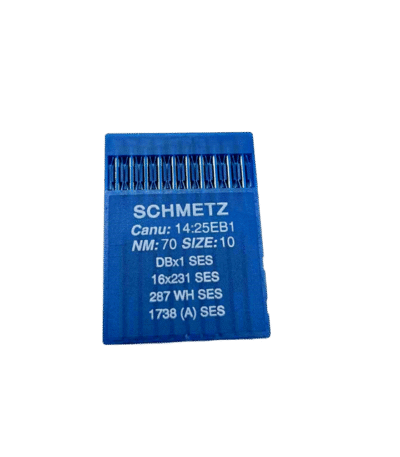 SCHMETZ
Canu: 14:25EB1
NM: 70 SIZE: 10
DBx1 SES
16x231 SES
287 WH SES
1738 (A) SES